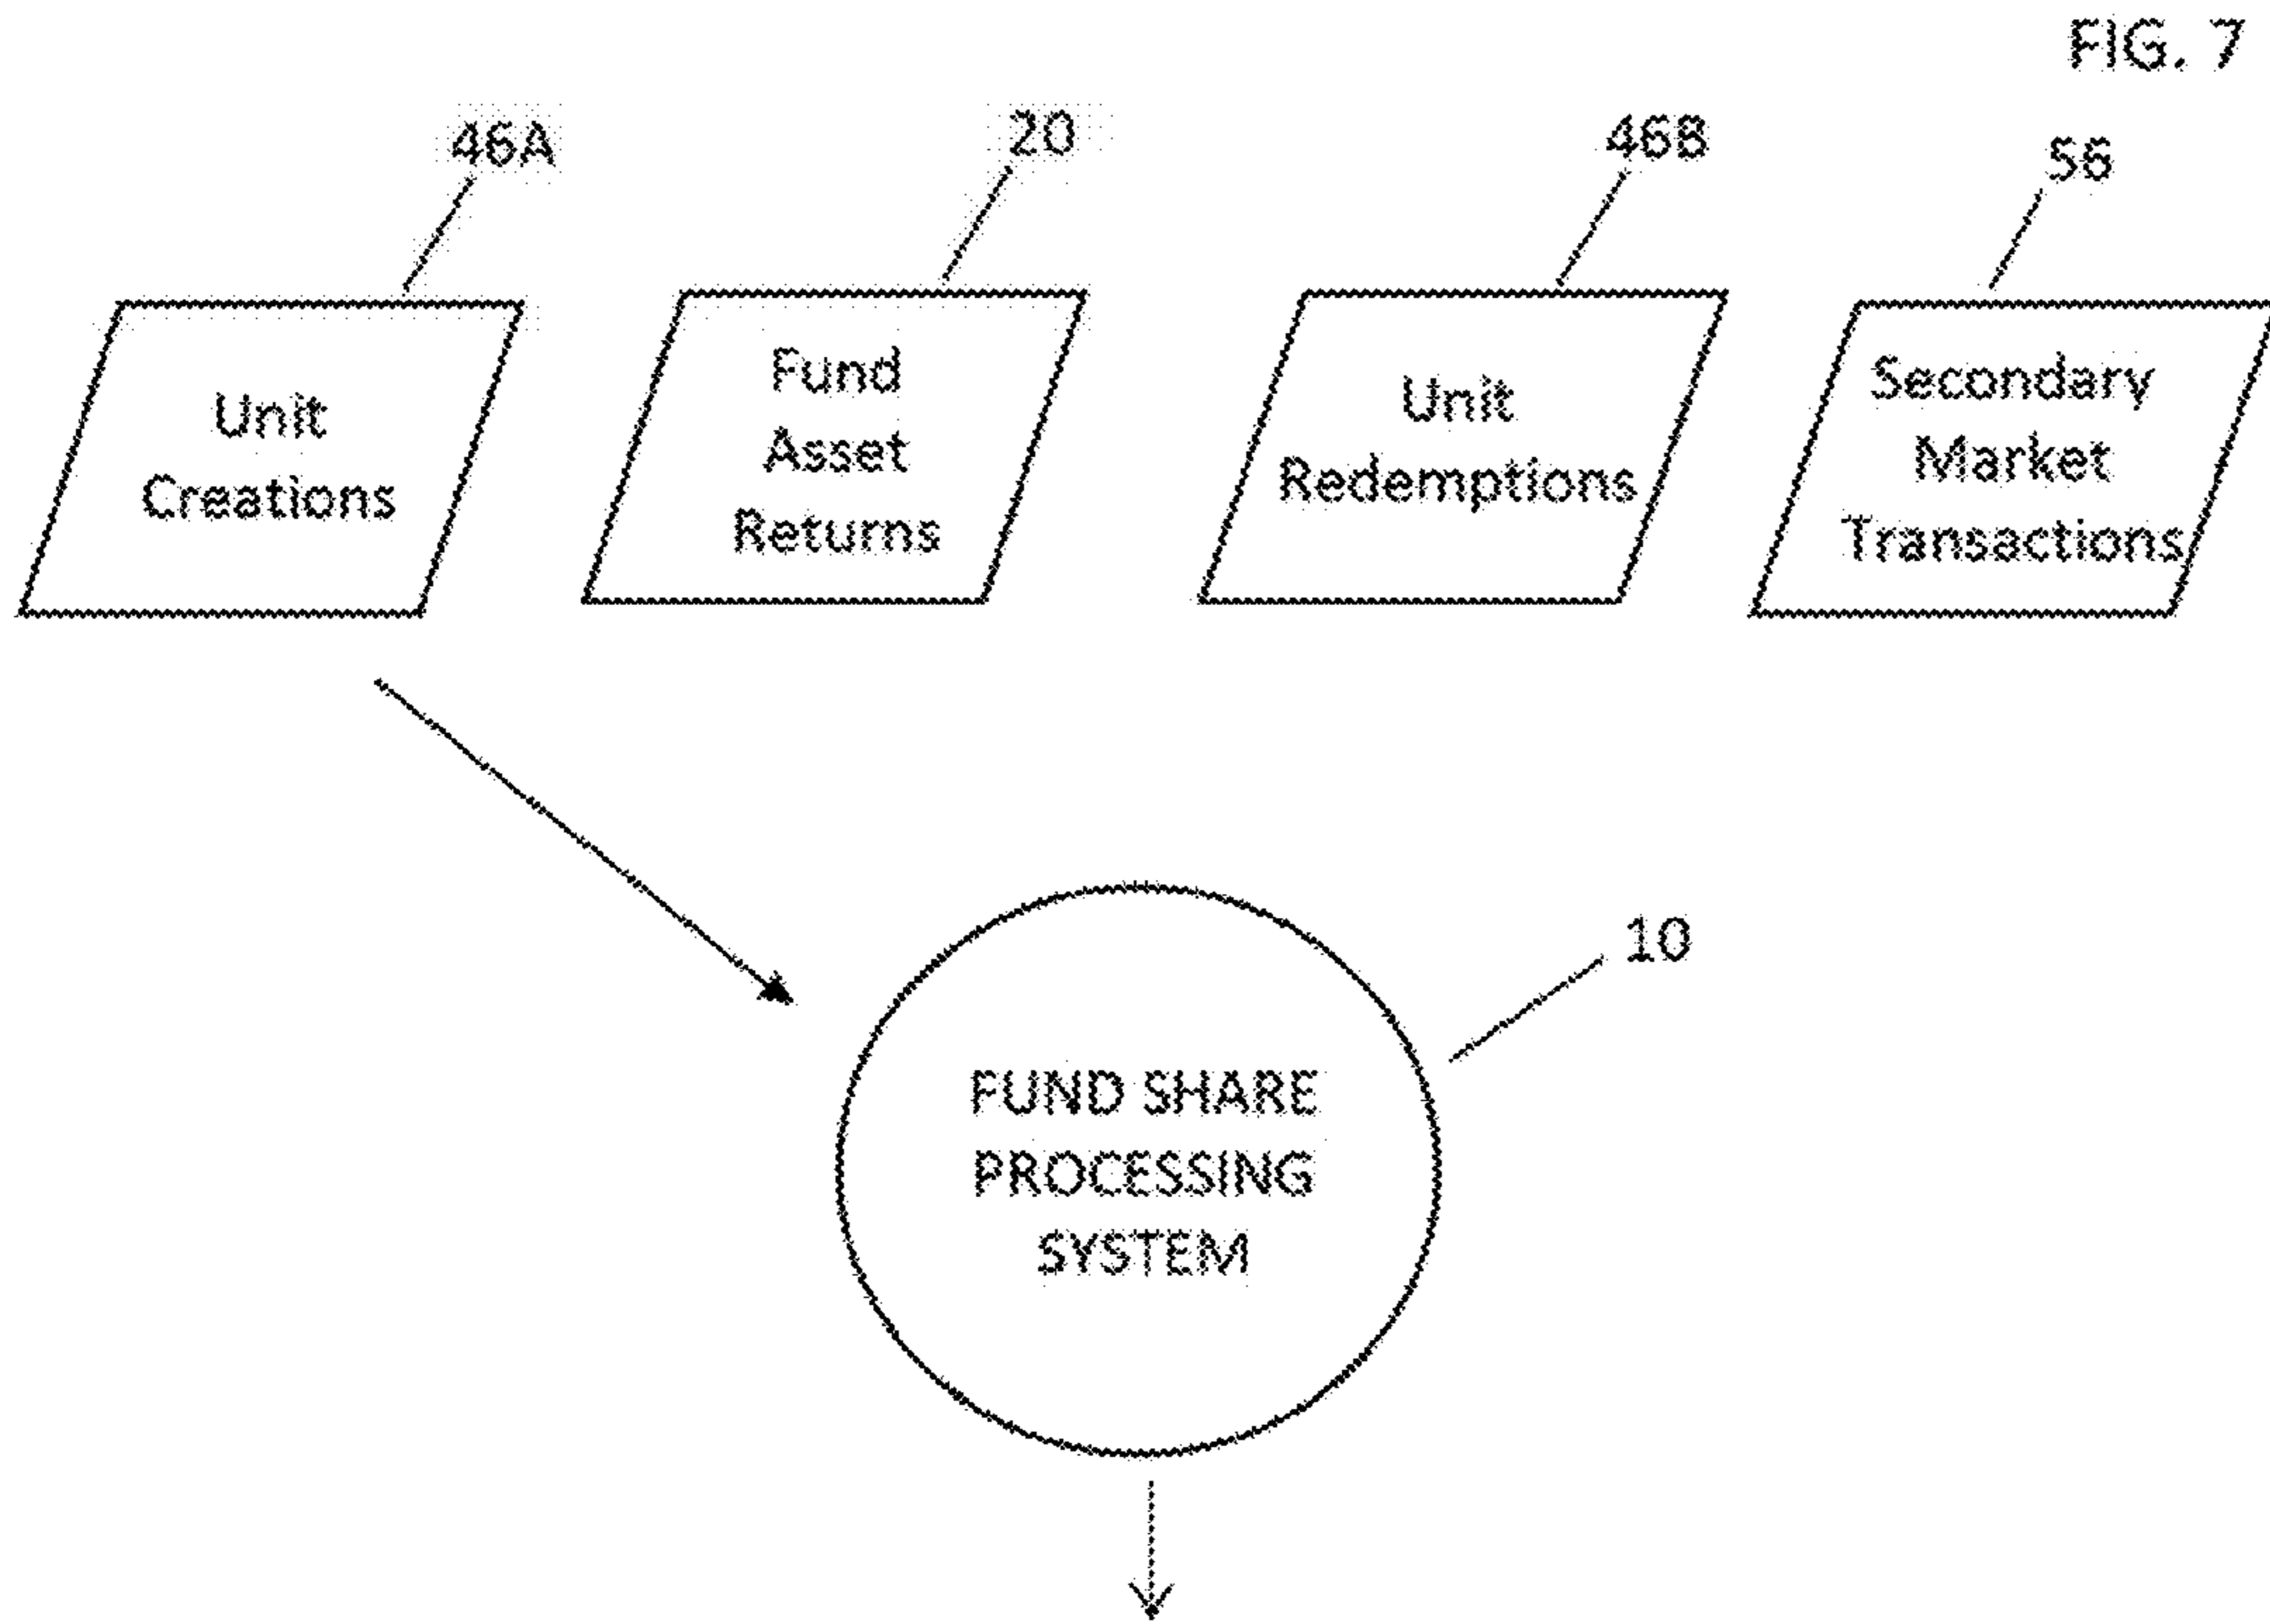 FIG. 7
46A
20
46B
56
Unit
Creations
Fund
Asset
Returns
Unit
Redemptions
Secondary
Market
Transactions
10
FUND SHARE
PROCESSING
SYSTEM